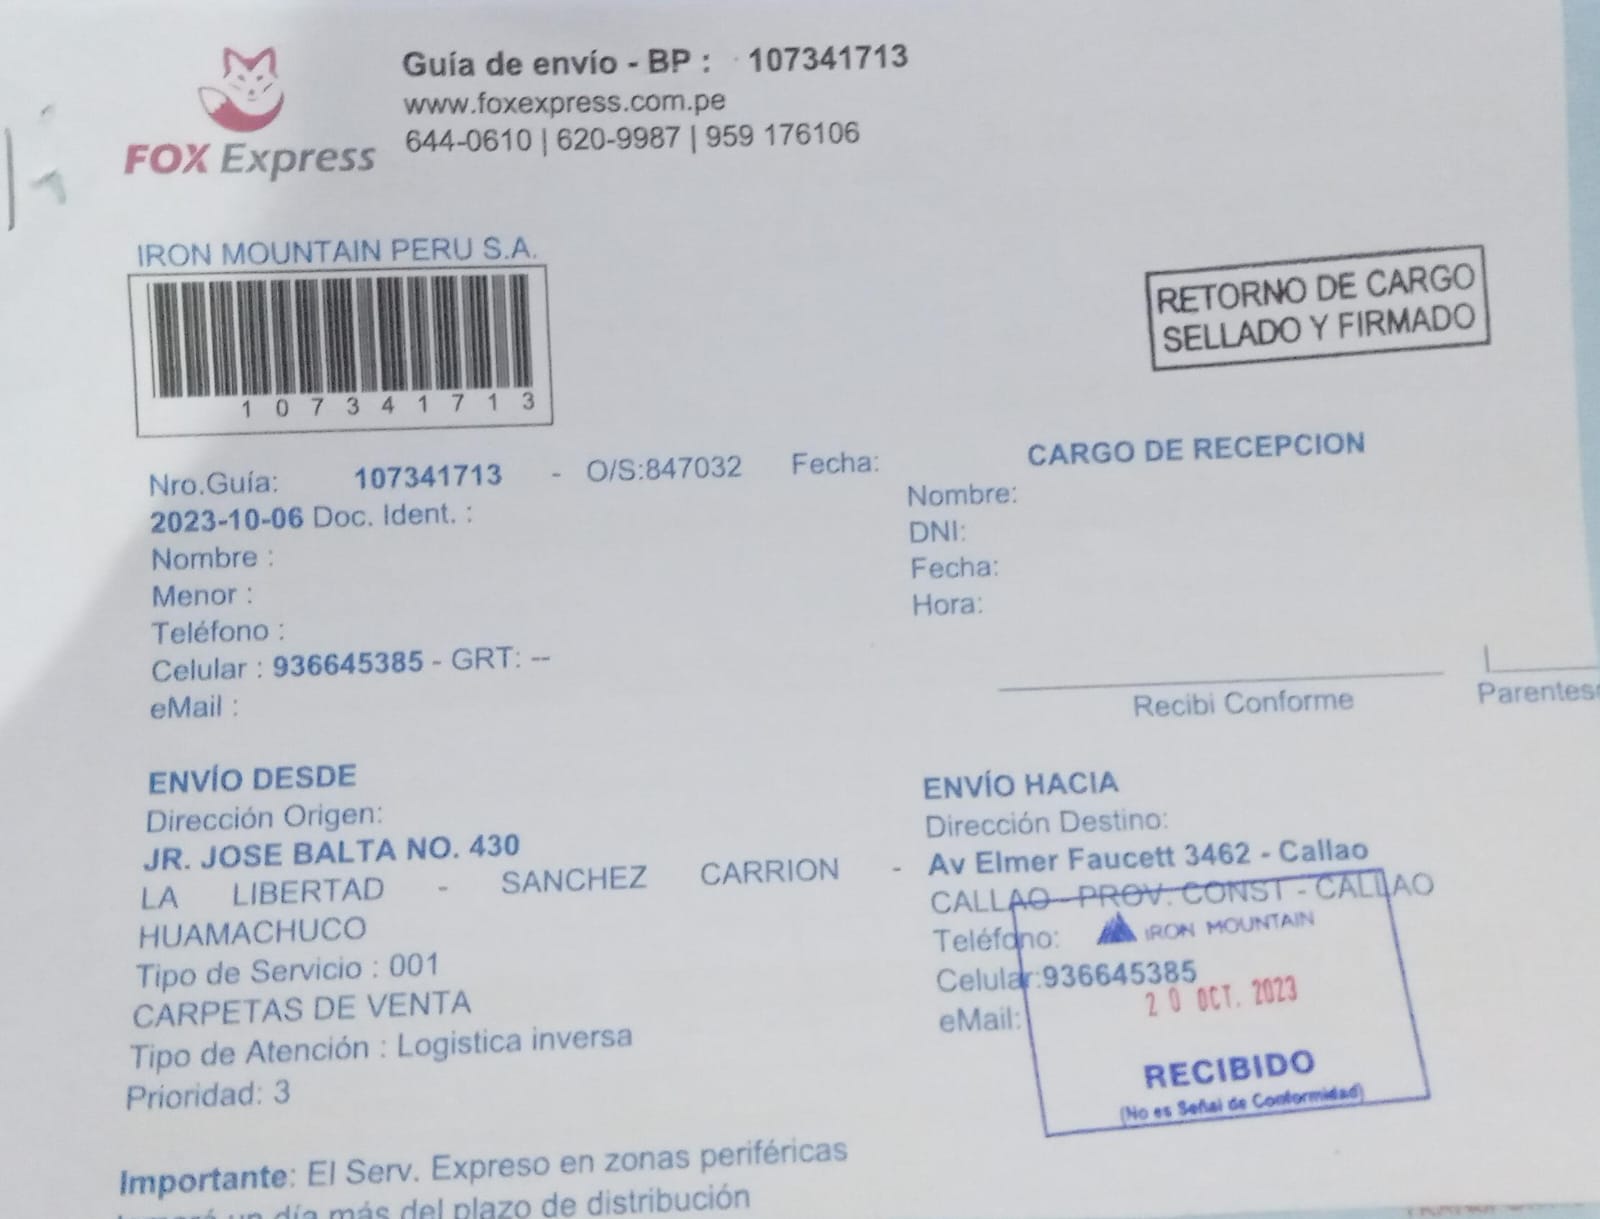 FOX Express
Guía de envío - BP : 107341713
www.foxexpress.com.pe
644-0610 | 620-9987 | 959 176106
IRON MOUNTAIN PERU S.A.
107341713
RETORNO DE CARGO
SELLADO Y FIRMADO
Nro.Guía: 107341713 - O/S:847032 Fecha:
2023-10-06 Doc. Ident. :
Nombre :
Menor :
Teléfono :
Celular : 936645385 - GRT: --
eMail :
CARGO DE RECEPCION
Nombre:
DNI:
Fecha:
Hora:
Recibi Conforme
ENVÍO DESDE
Dirección Origen:
JR. JOSE BALTA NO. 430
LA LIBERTAD - SANCHEZ CARRION -
HUAMACHUCO
Tipo de Servicio : 001
CARPETAS DE VENTA
Tipo de Atención : Logistica inversa
Prioridad: 3
ENVÍO HACIA
Dirección Destino:
Av Elmer Faucett 3462 - Callao
CALLAO - PROV. CONST - CALLAO
Teléfono:
Celular:936645385
eMail:
IRON MOUNTAIN
20 OCT. 2023
RECIBIDO
(No es Señal de Conformidad)
Importante: El Serv. Expreso en zonas periféricas
un día más del plazo de distribución